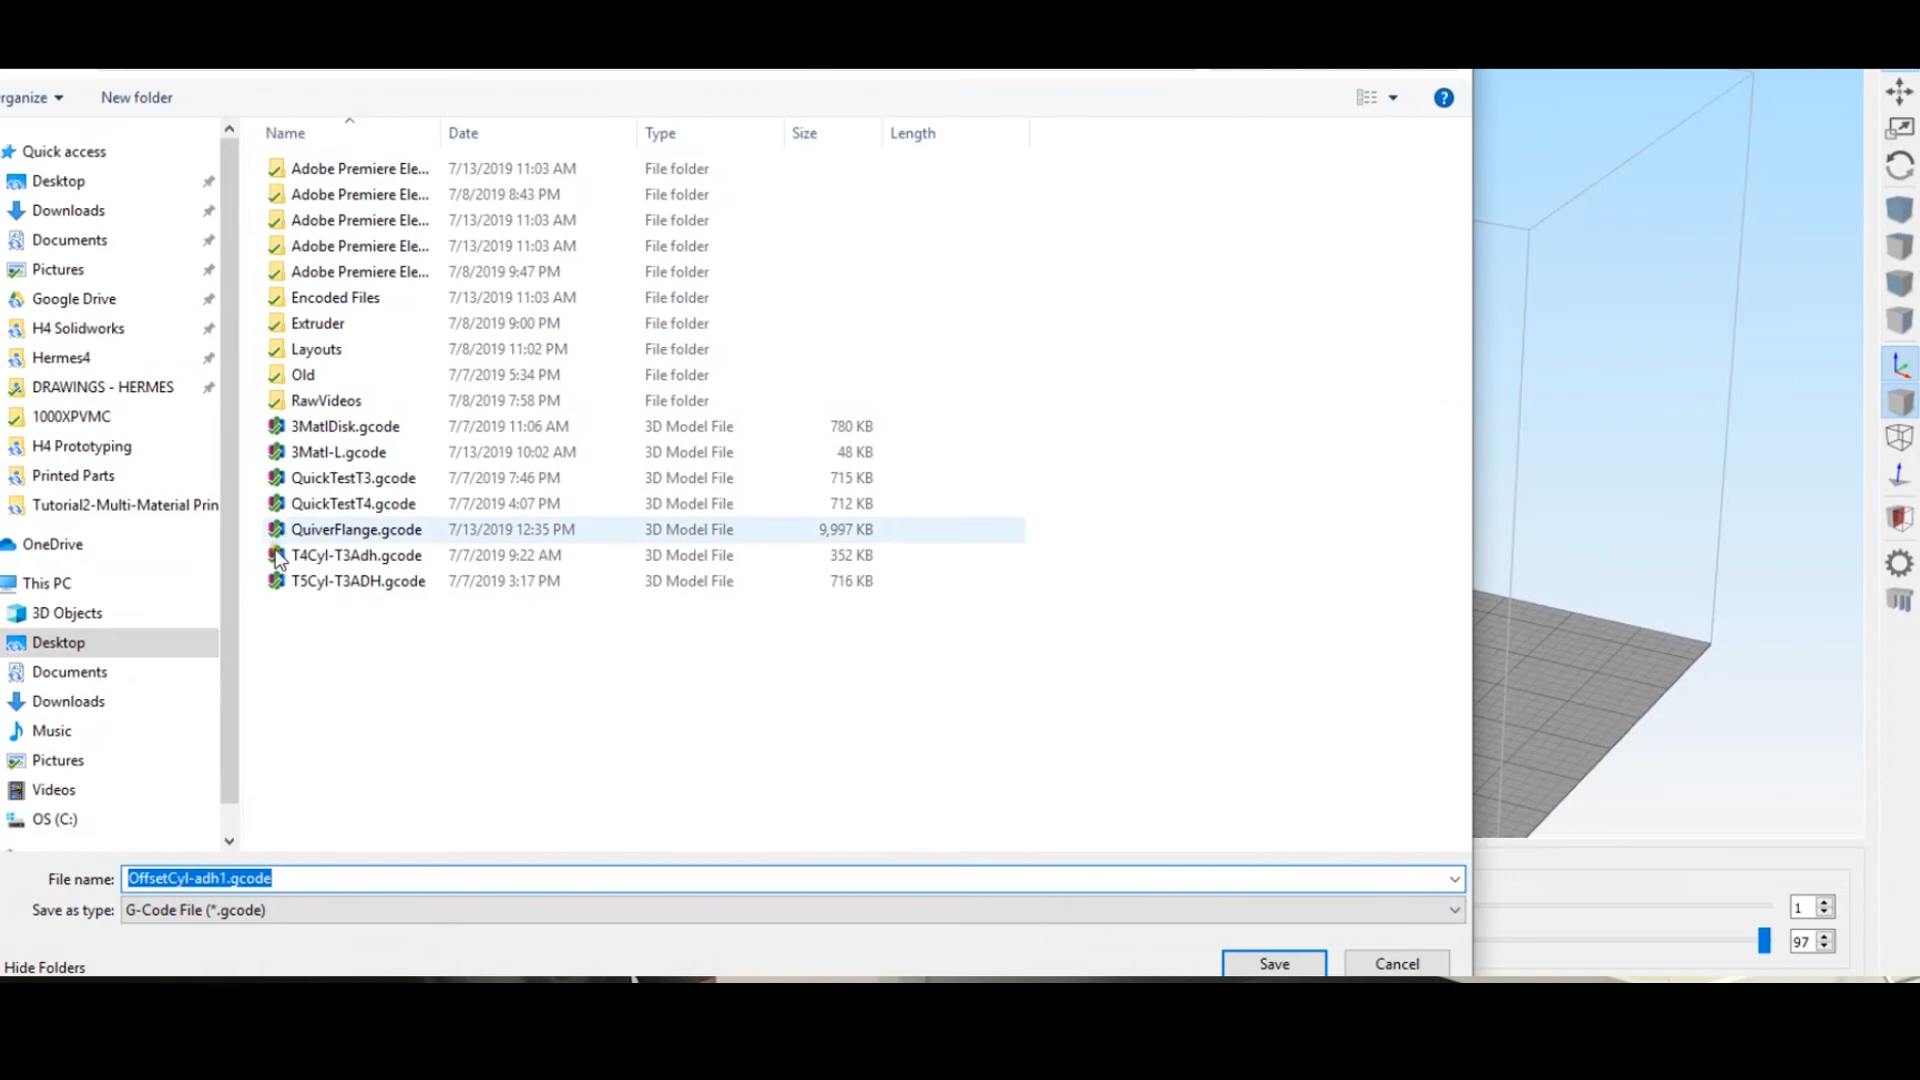 rganize
New folder
?
Name Date Type Size Length
Quick access
Desktop
Downloads
Documents
Pictures
Google Drive
H4 Solidworks
Hermes4
DRAWINGS - HERMES
1000XPVMC
H4 Prototyping
Printed Parts
Tutorial2-Multi-Material Prin
OneDrive
This PC
3D Objects
Desktop
Documents
Downloads
Music
Pictures
Videos
OS (C:)
Adobe Premiere Ele... 7/13/2019 11:03 AM File folder
Adobe Premiere Ele... 7/8/2019 8:43 PM File folder
Adobe Premiere Ele... 7/13/2019 11:03 AM File folder
Adobe Premiere Ele... 7/13/2019 11:03 AM File folder
Adobe Premiere Ele... 7/8/2019 9:47 PM File folder
Encoded Files 7/13/2019 11:03 AM File folder
Extruder 7/8/2019 9:00 PM File folder
Layouts 7/8/2019 11:02 PM File folder
Old 7/7/2019 5:34 PM File folder
RawVideos 7/8/2019 7:58 PM File folder
3MatlDisk.gcode 7/7/2019 11:06 AM 3D Model File 780 KB
3Matl-L.gcode 7/13/2019 10:02 AM 3D Model File 48 KB
QuickTestT3.gcode 7/7/2019 7:46 PM 3D Model File 715 KB
QuickTestT4.gcode 7/7/2019 4:07 PM 3D Model File 712 KB
QuiverFlange.gcode 7/13/2019 12:35 PM 3D Model File 9,997 KB
T4Cyl-T3Adh.gcode 7/7/2019 9:22 AM 3D Model File 352 KB
T5Cyl-T3ADH.gcode 7/7/2019 3:17 PM 3D Model File 716 KB
File name: OffsetCyl-adh1.gcode
Save as type: G-Code File (*.gcode)
Hide Folders
Save
Cancel
1
97